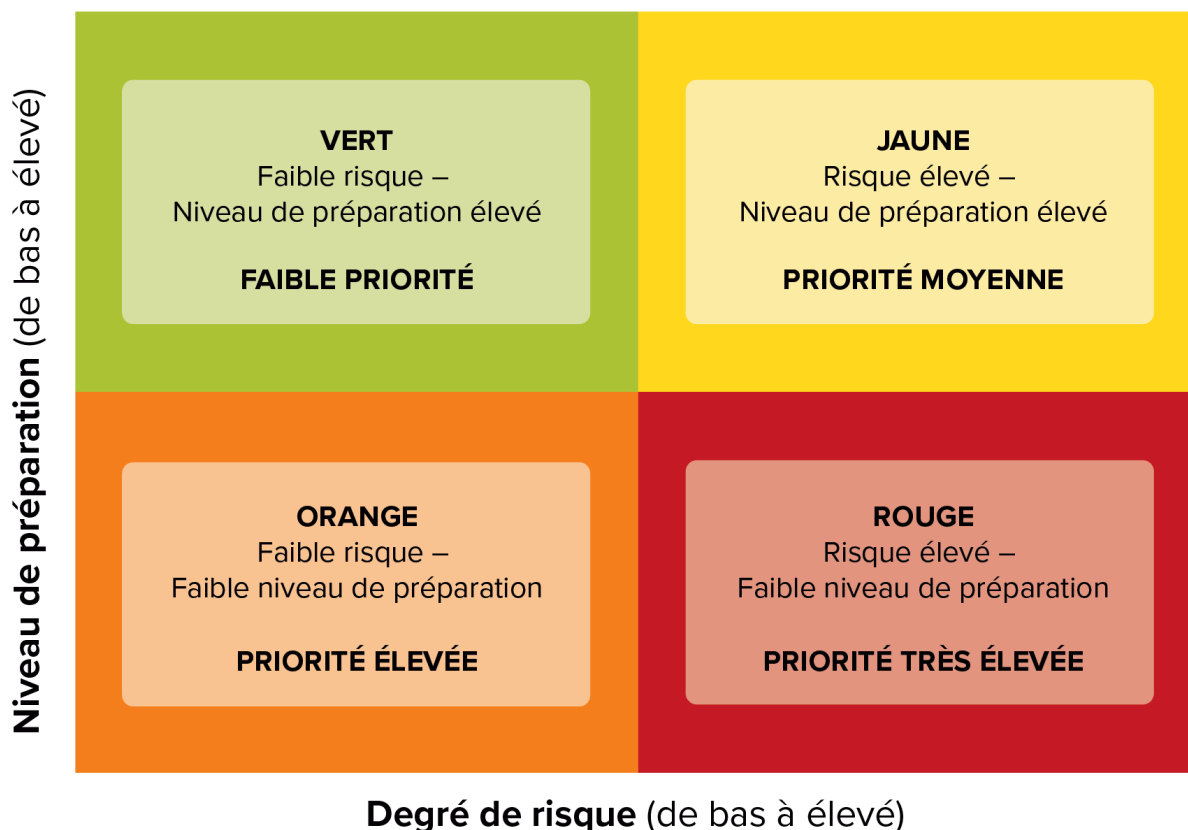 Niveau de préparation (de bas à élevé)
VERT
Faible risque –
Niveau de préparation élevé
FAIBLE PRIORITÉ
JAUNE
Risque élevé –
Niveau de préparation élevé
PRIORITÉ MOYENNE
ORANGE
Faible risque –
Faible niveau de préparation
PRIORITÉ ÉLEVÉE
ROUGE
Risque élevé –
Faible niveau de préparation
PRIORITÉ TRÈS ÉLEVÉE
Degré de risque (de bas à élevé)